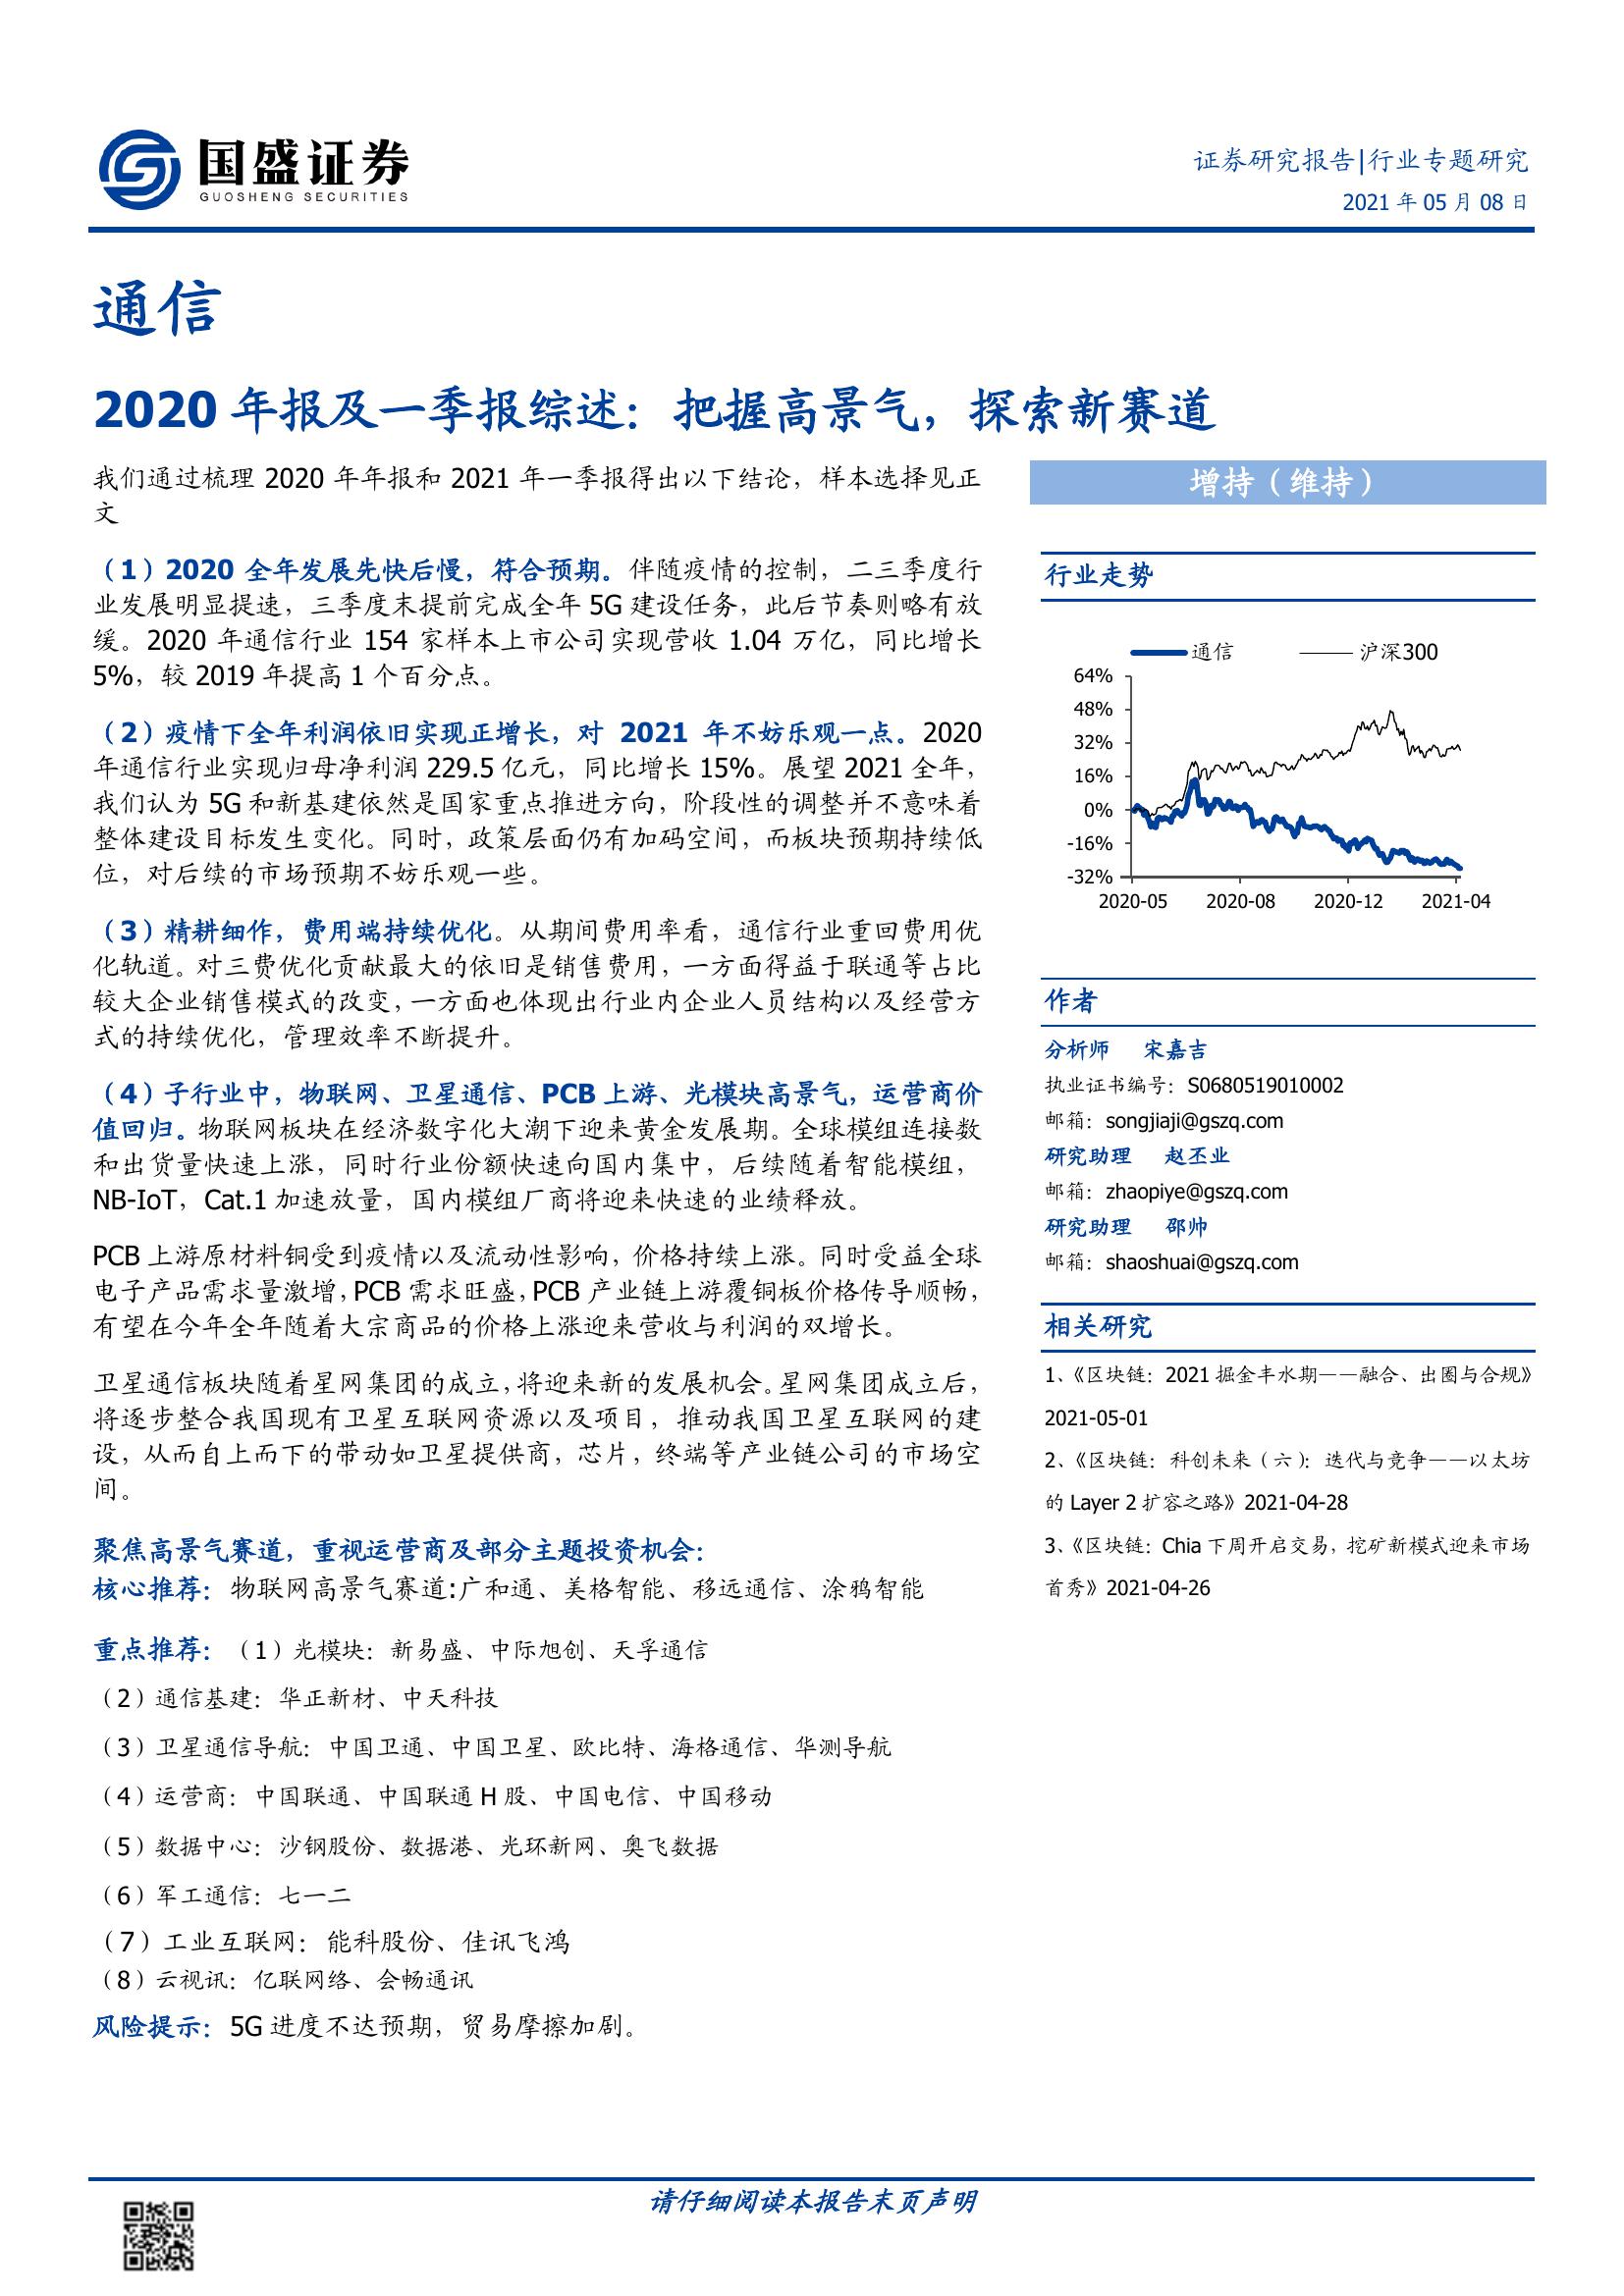 国盛证券
GUOSHENG SECURITIES
证券研究报告|行业专题研究
2021 年 05 月 08 日
通信
2020 年报及一季报综述：把握高景气，探索新赛道
我们通过梳理 2020 年年报和 2021 年一季报得出以下结论，样本选择见正
文
（1）2020 全年发展先快后慢，符合预期。伴随疫情的控制，二三季度行
业发展明显提速，三季度末提前完成全年 5G 建设任务，此后节奏则略有放
缓。2020 年通信行业 154 家样本上市公司实现营收 1.04 万亿，同比增长
5%，较 2019 年提高 1 个百分点。
（2）疫情下全年利润依旧实现正增长，对 2021 年不妨乐观一点。2020
年通信行业实现归母净利润 229.5 亿元，同比增长 15%。展望 2021 全年，
我们认为 5G 和新基建依然是国家重点推进方向，阶段性的调整并不意味着
整体建设目标发生变化。同时，政策层面仍有加码空间，而板块预期持续低
位，对后续的市场预期不妨乐观一些。
（3）精耕细作，费用端持续优化。从期间费用率看，通信行业重回费用优
化轨道。对三费优化贡献最大的依旧是销售费用，一方面得益于联通等占比
较大企业销售模式的改变，一方面也体现出行业内企业人员结构以及经营方
式的持续优化，管理效率不断提升。
（4）子行业中，物联网、卫星通信、PCB 上游、光模块高景气，运营商价
值回归。物联网板块在经济数字化大潮下迎来黄金发展期。全球模组连接数
和出货量快速上涨，同时行业份额快速向国内集中，后续随着智能模组，
NB-IoT，Cat.1 加速放量，国内模组厂商将迎来快速的业绩释放。
PCB 上游原材料铜受到疫情以及流动性影响，价格持续上涨。同时受益全球
电子产品需求量激增，PCB 需求旺盛，PCB 产业链上游覆铜板价格传导顺畅，
有望在今年全年随着大宗商品的价格上涨迎来营收与利润的双增长。
卫星通信板块随着星网集团的成立，将迎来新的发展机会。星网集团成立后，
将逐步整合我国现有卫星互联网资源以及项目，推动我国卫星互联网的建
设，从而自上而下的带动如卫星提供商，芯片，终端等产业链公司的市场空
间。
聚焦高景气赛道，重视运营商及部分主题投资机会：
核心推荐：物联网高景气赛道:广和通、美格智能、移远通信、涂鸦智能
重点推荐：（1）光模块：新易盛、中际旭创、天孚通信
（2）通信基建：华正新材、中天科技
（3）卫星通信导航：中国卫通、中国卫星、欧比特、海格通信、华测导航
（4）运营商：中国联通、中国联通 H 股、中国电信、中国移动
（5）数据中心：沙钢股份、数据港、光环新网、奥飞数据
（6）军工通信：七一二
（7）工业互联网：能科股份、佳讯飞鸿
（8）云视讯：亿联网络、会畅通讯
风险提示：5G 进度不达预期，贸易摩擦加剧。
增持（维持）
行业走势
通信 沪深300
64%
48%
32%
16%
0%
-16%
-32%
2020-05 2020-08 2020-12 2021-04
作者
分析师 宋嘉吉
执业证书编号：S0680519010002
邮箱：songjiaji@gszq.com
研究助理 赵丕业
邮箱：zhaopiye@gszq.com
研究助理 邵帅
邮箱：shaoshuai@gszq.com
相关研究
1、《区块链：2021 掘金丰水期——融合、出圈与合规》
2021-05-01
2、《区块链：科创未来（六）：迭代与竞争——以太坊
的 Layer 2 扩容之路》2021-04-28
3、《区块链：Chia 下周开启交易，挖矿新模式迎来市场
首秀》2021-04-26
请仔细阅读本报告末页声明